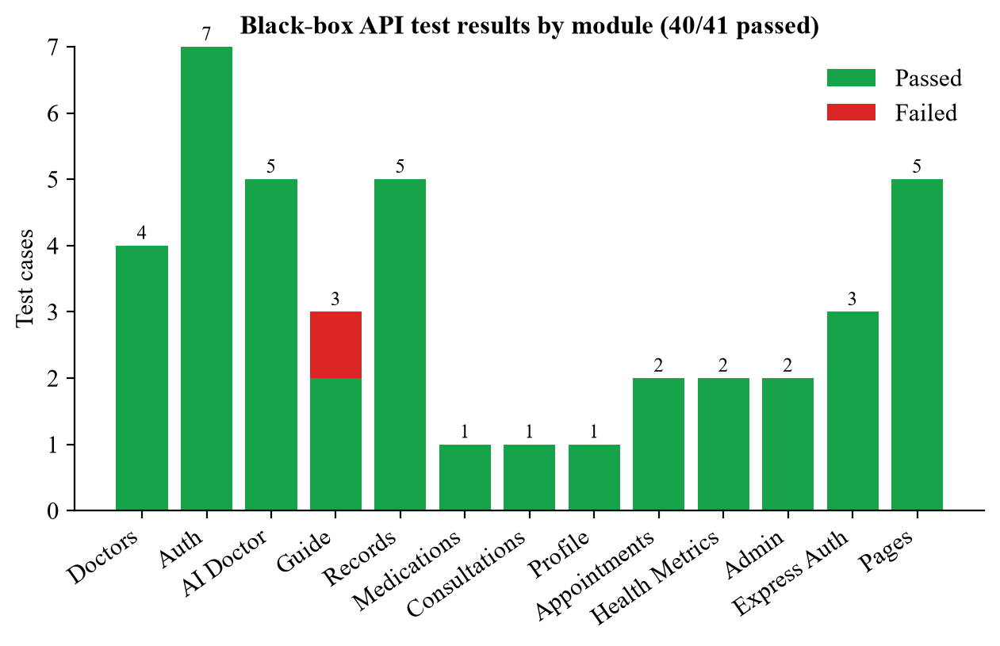 Black-box API test results by module (40/41 passed)
Passed
Failed
Test cases
7
6
5
4
3
2
1
0
4
7
5
3
5
1
1
1
2
2
2
3
5
Doctors
Auth
AI Doctor
Guide
Records
Medications
Consultations
Profile
Appointments
Health Metrics
Admin
Express Auth
Pages